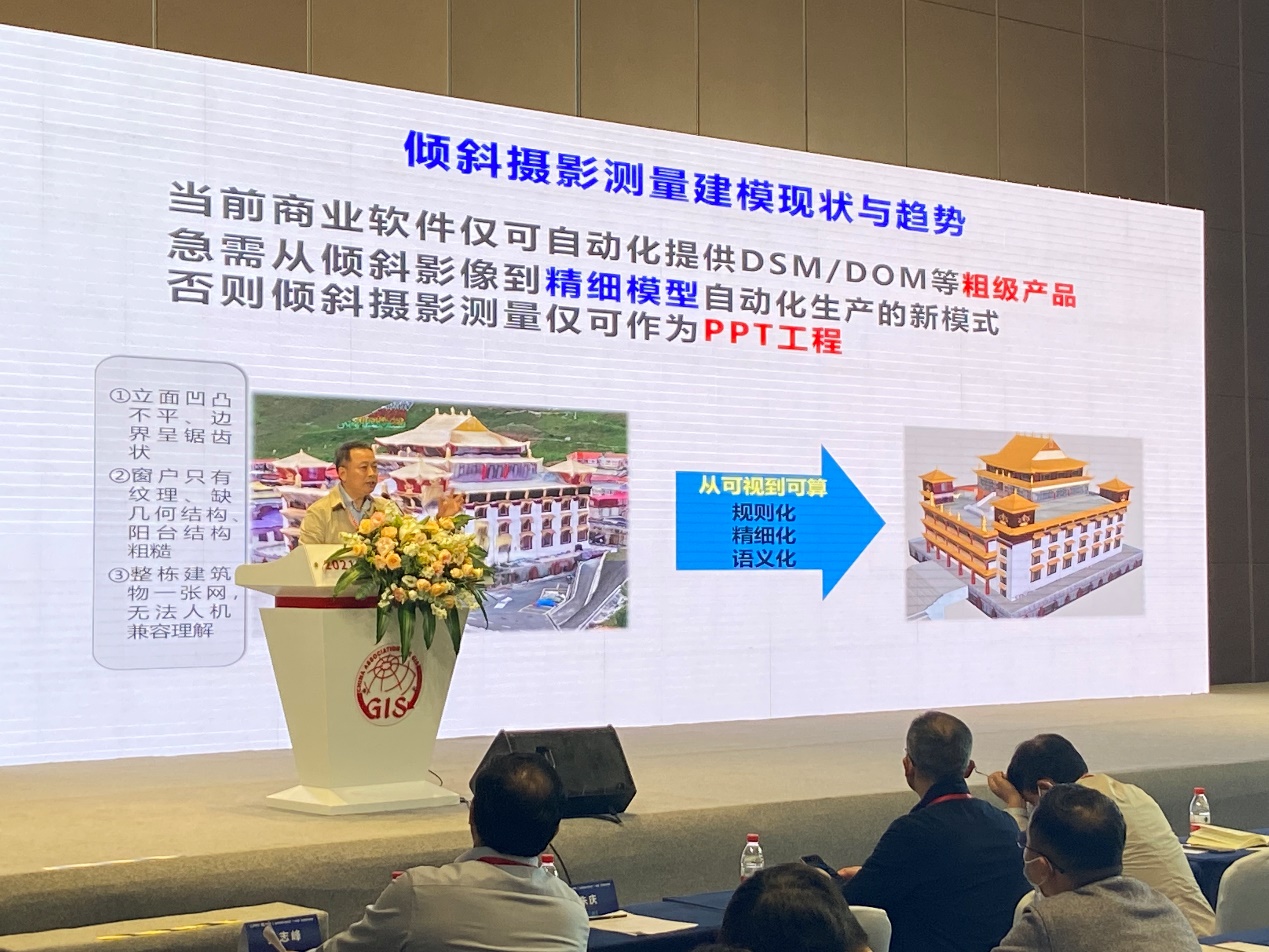 倾斜摄影测量建模现状与趋势
当前商业软件仅可自动化提供DSM/DOM等粗级产品
急需从倾斜影像到精细模型自动化生产的新模式
否则倾斜摄影测量仅可作为PPT工程
①立面凹凸
不平、边
界呈锯齿
状
②窗户只有
纹理、缺
几何结构、
阳台结构
粗糙
③整栋建筑
物一张网，
无法人机
兼容理解
从可视到可算
规则化
精细化
语义化
2021
CHINA ASSOCIATION
GIS
志峰
庆